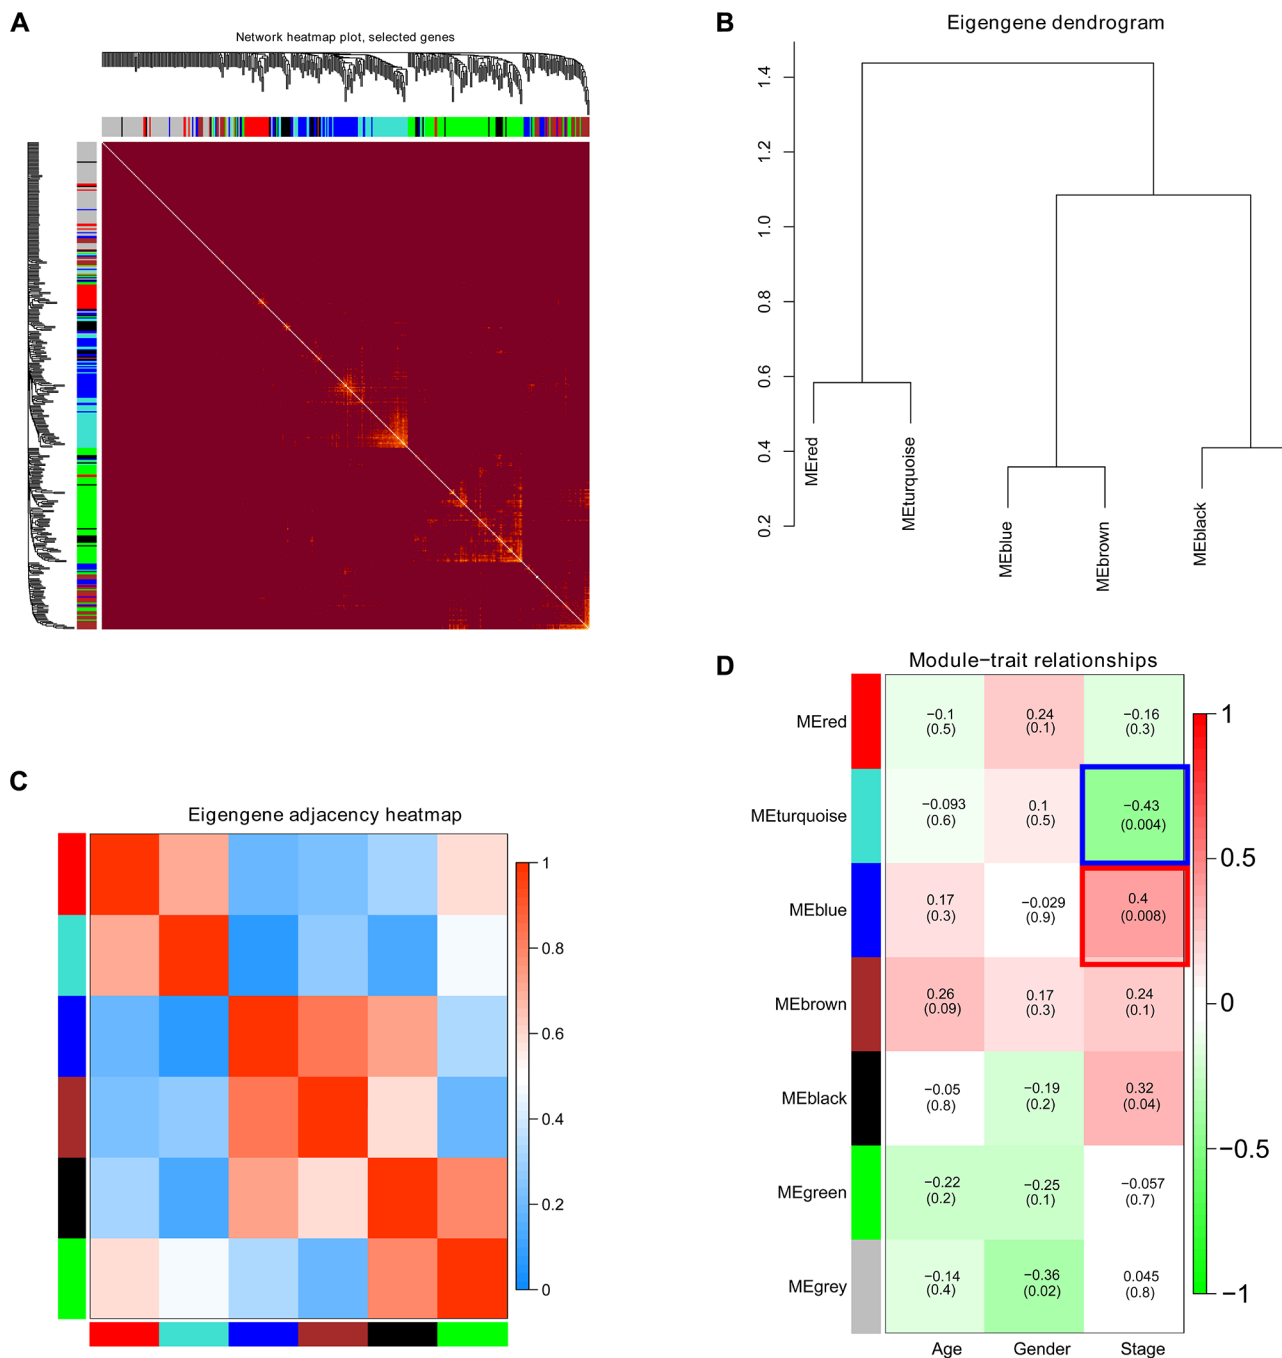 A
Network heatmap plot, selected genes
B
Eigengene dendrogram
1.4
1.2
1.0
0.8
0.6
0.4
0.2
MEred
MEturquoise
MEblue
MEbrown
MEblack
C
Eigengene adjacency heatmap
1
0.8
0.6
0.4
0.2
0
D
Module−trait relationships
MEred
−0.1
(0.5)
0.24
(0.1)
−0.16
(0.3)
MEturquoise
−0.093
(0.6)
0.1
(0.5)
−0.43
(0.004)
MEblue
0.17
(0.3)
−0.029
(0.9)
0.4
(0.008)
MEbrown
0.26
(0.09)
0.17
(0.3)
0.24
(0.1)
MEblack
−0.05
(0.8)
−0.19
(0.2)
0.32
(0.04)
MEgreen
−0.22
(0.2)
−0.25
(0.1)
−0.057
(0.7)
MEgrey
−0.14
(0.4)
−0.36
(0.02)
0.045
(0.8)
Age
Gender
Stage
1
0.5
0
−0.5
−1